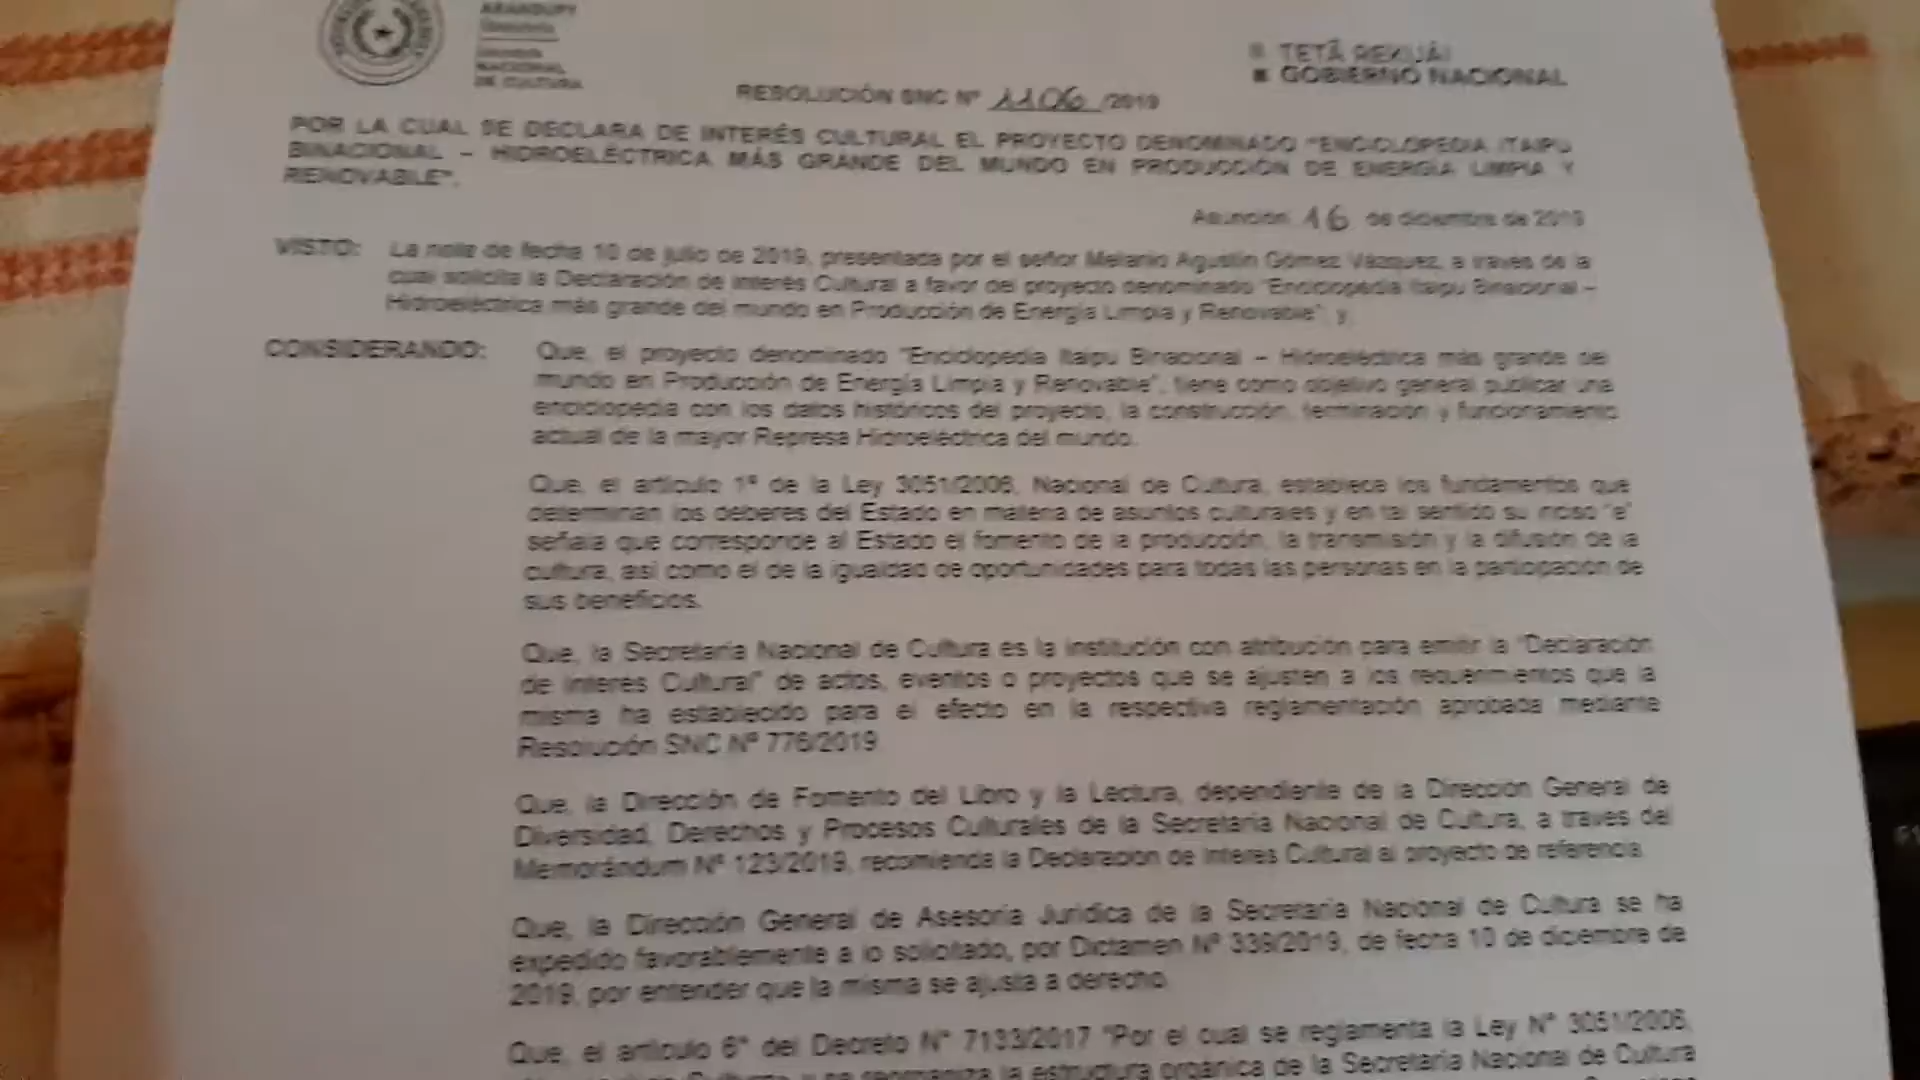 ARANDUPY
NACIONAL
DE CULTURA
TETÃ REKUÁI
GOBIERNO NACIONAL
RESOLUCIÓN SNC Nº 1106 /2019
POR LA CUAL SE DECLARA DE INTERÉS CULTURAL EL PROYECTO DENOMINADO "ENCICLOPEDIA ITAIPU
BINACIONAL – HIDROELÉCTRICA MÁS GRANDE DEL MUNDO EN PRODUCCIÓN DE ENERGÍA LIMPIA Y
RENOVABLE".
Asunción, 16 de diciembre de 2019
VISTO: La nota de fecha 10 de julio de 2019, presentada por el señor Melanio Agustín Gómez Vázquez, a través de la
cual solicita la Declaración de Interés Cultural a favor del proyecto denominado "Enciclopedia Itaipu Binacional –
Hidroeléctrica más grande del mundo en Producción de Energía Limpia y Renovable"; y,
CONSIDERANDO: Que, el proyecto denominado "Enciclopedia Itaipu Binacional – Hidroeléctrica más grande del
mundo en Producción de Energía Limpia y Renovable", tiene como objetivo general publicar una
enciclopedia con los datos históricos del proyecto, la construcción, terminación y funcionamiento
actual de la mayor Represa Hidroeléctrica del mundo.
Que, el artículo 1º de la Ley 3051/2006, Nacional de Cultura, establece los fundamentos que
determinan los deberes del Estado en materia de asuntos culturales y en tal sentido su inciso "e"
señala que corresponde al Estado el fomento de la producción, la transmisión y la difusión de la
cultura, así como el de la igualdad de oportunidades para todas las personas en la participación de
sus beneficios.
Que, la Secretaría Nacional de Cultura es la institución con atribución para emitir la "Declaración
de Interés Cultural" de actos, eventos o proyectos que se ajusten a los requerimientos que la
misma ha establecido para el efecto en la respectiva reglamentación aprobada mediante
Resolución SNC Nº 776/2019.
Que, la Dirección de Fomento del Libro y la Lectura, dependiente de la Dirección General de
Diversidad, Derechos y Procesos Culturales de la Secretaría Nacional de Cultura, a través del
Memorándum Nº 123/2019, recomienda la Declaración de Interés Cultural al proyecto de referencia.
Que, la Dirección General de Asesoría Jurídica de la Secretaría Nacional de Cultura se ha
expedido favorablemente a lo solicitado, por Dictamen Nº 339/2019, de fecha 10 de diciembre de
2019, por entender que la misma se ajusta a derecho.
Que, el artículo 6º del Decreto Nº 7133/2017 "Por el cual se reglamenta la Ley Nº 3051/2006,
y se reorganiza la estructura orgánica de la Secretaría Nacional de Cultura